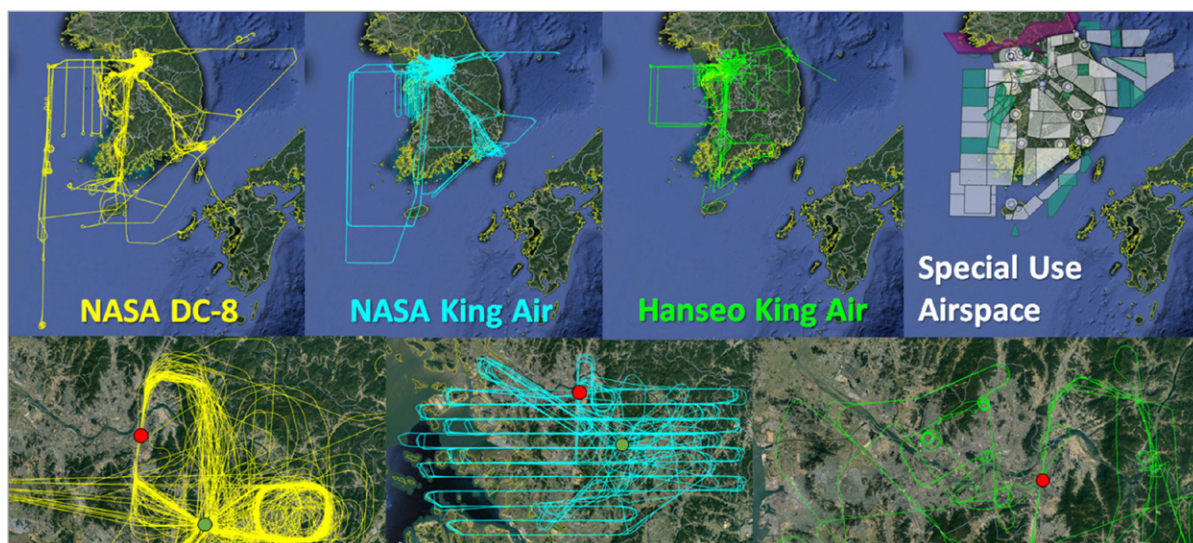 NASA DC-8
NASA King Air
Hanseo King Air
Special Use
Airspace